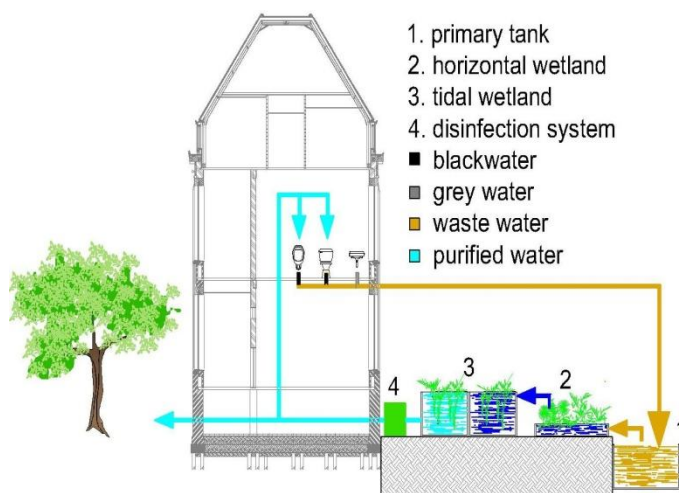 1. primary tank
2. horizontal wetland
3. tidal wetland
4. disinfection system
blackwater
grey water
waste water
purified water
4
3
2
1